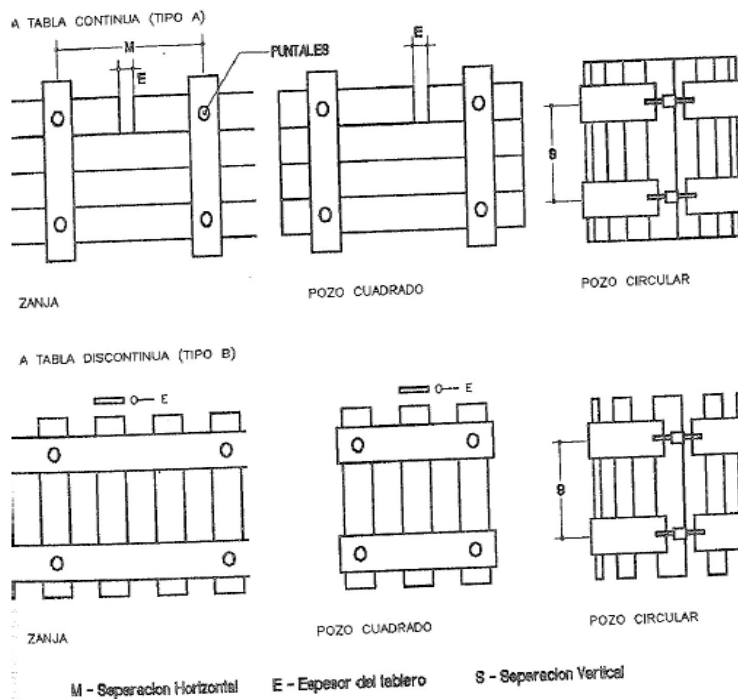 A TABLA CONTINUA (TIPO A)
M
E
PUNTALES
E
S
ZANJA
POZO CUADRADO
POZO CIRCULAR
A TABLA DISCONTINUA (TIPO B)
E
E
S
ZANJA
POZO CUADRADO
POZO CIRCULAR
M - Separacion Horizontal
E - Espesor del tablero
S - Separacion Vertical